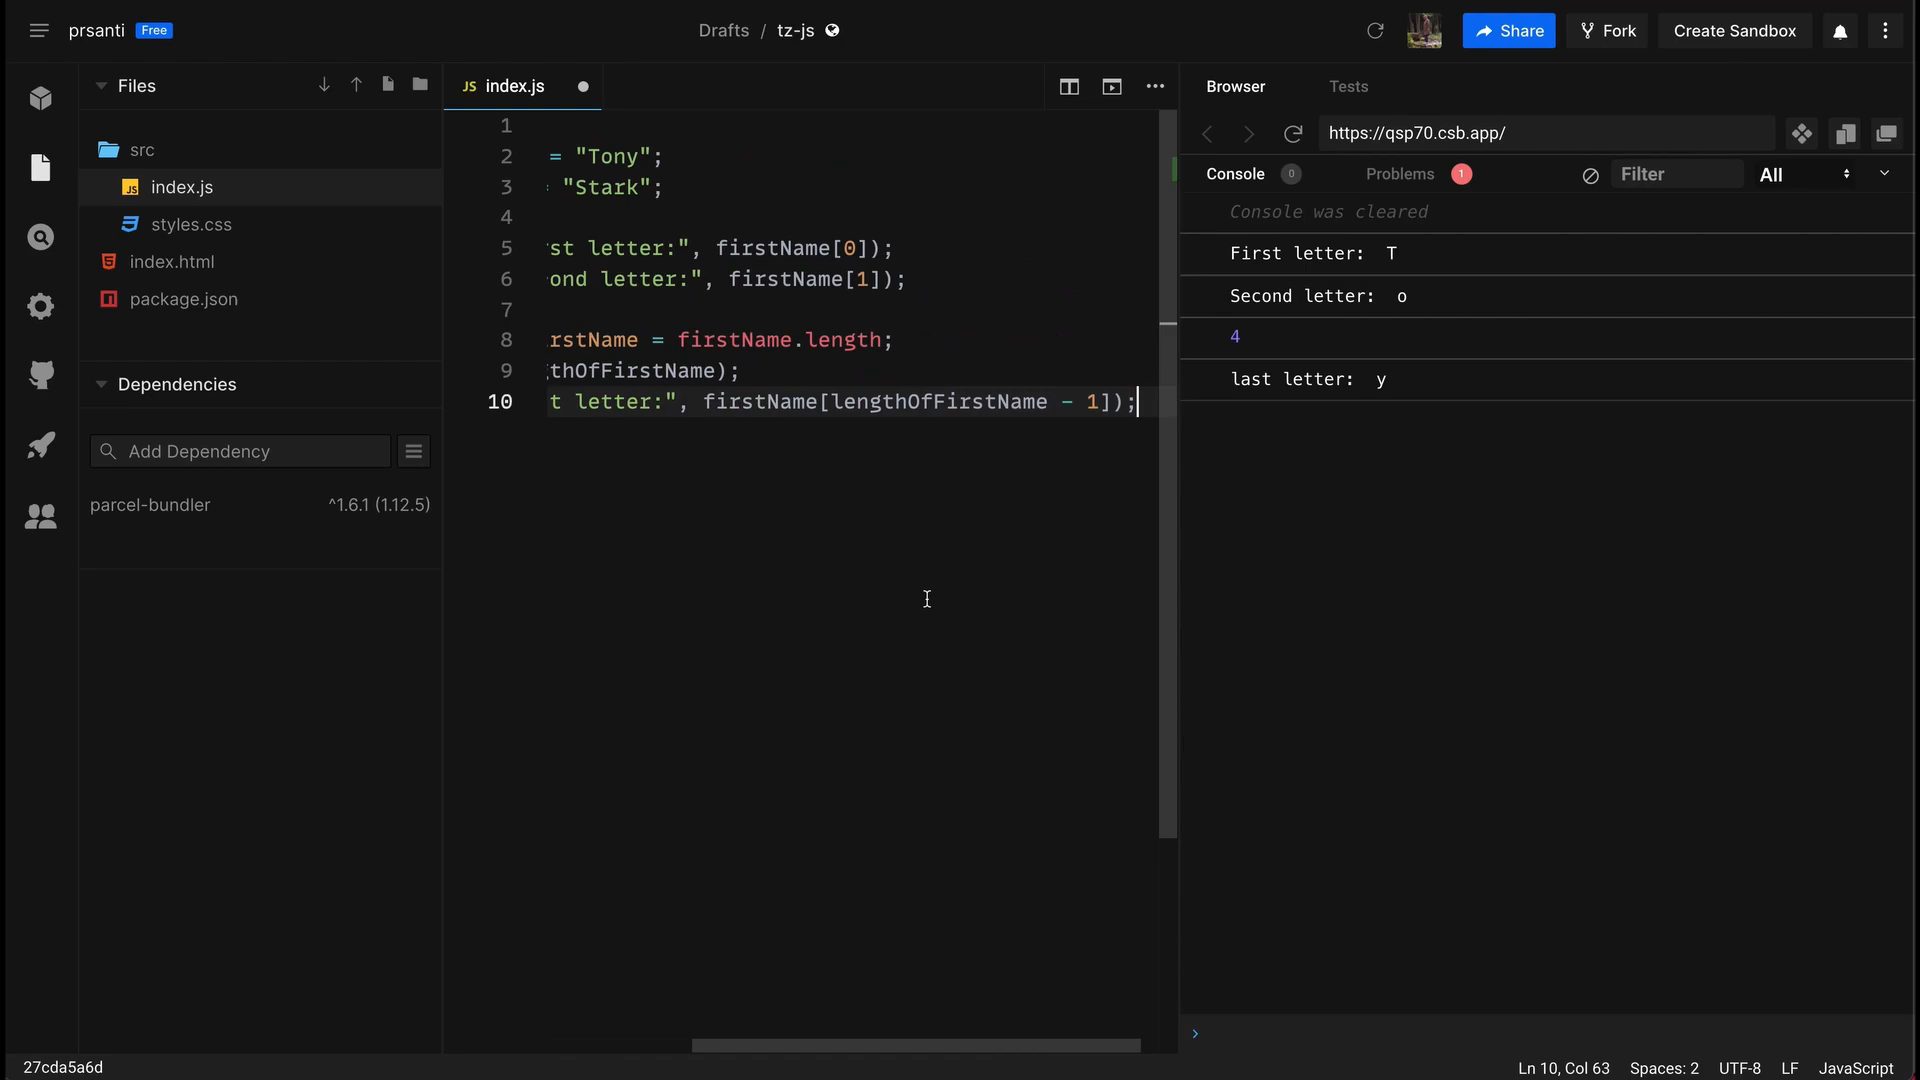 prsanti Free
Drafts / tz-js
Share
Fork
Create Sandbox
Files
src
JS index.js
styles.css
index.html
package.json
Dependencies
Add Dependency
parcel-bundler ^1.6.1 (1.12.5)
JS index.js
1
2 = "Tony";
3 "Stark";
4
5 st letter:", firstName[0]);
6 ond letter:", firstName[1]);
7
8 rstName = firstName.length;
9 thOfFirstName);
10 t letter:", firstName[lengthOfFirstName - 1]);
Browser Tests
https://qsp70.csb.app/
Console 0 Problems 1 Filter All
Console was cleared
First letter: T
Second letter: o
4
last letter: y
27cda5a6d
Ln 10, Col 63 Spaces: 2 UTF-8 LF JavaScript